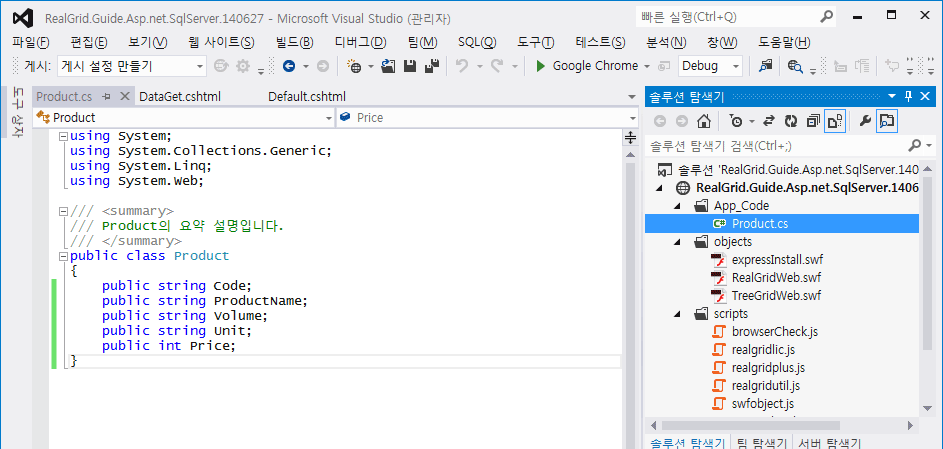 RealGrid.Guide.Asp.net.SqlServer.140627 - Microsoft Visual Studio (관리자)
빠른 실행(Ctrl+Q)
파일(F) 편집(E) 보기(V) 웹 사이트(S) 빌드(B) 디버그(D) 팀(M) SQL(Q) 도구(T) 테스트(S) 분석(N) 창(W) 도움말(H)
게시: 게시 설정 만들기 Google Chrome Debug
도구 상자
Product.cs DataGet.cshtml Default.cshtml
Product Price
using System;
using System.Collections.Generic;
using System.Linq;
using System.Web;
/// <summary>
/// Product의 요약 설명입니다.
/// </summary>
public class Product
{
public string Code;
public string ProductName;
public string Volume;
public string Unit;
public int Price;
}
솔루션 탐색기
솔루션 탐색기 검색(Ctrl+;)
솔루션 'RealGrid.Guide.Asp.net.SqlServer.140
RealGrid.Guide.Asp.net.SqlServer.1406
App_Code
Product.cs
objects
expressInstall.swf
RealGridWeb.swf
TreeGridWeb.swf
scripts
browserCheck.js
realgridlic.js
realgridplus.js
realgridutil.js
swfobject.js
솔루션 탐색기 팀 탐색기 서버 탐색기